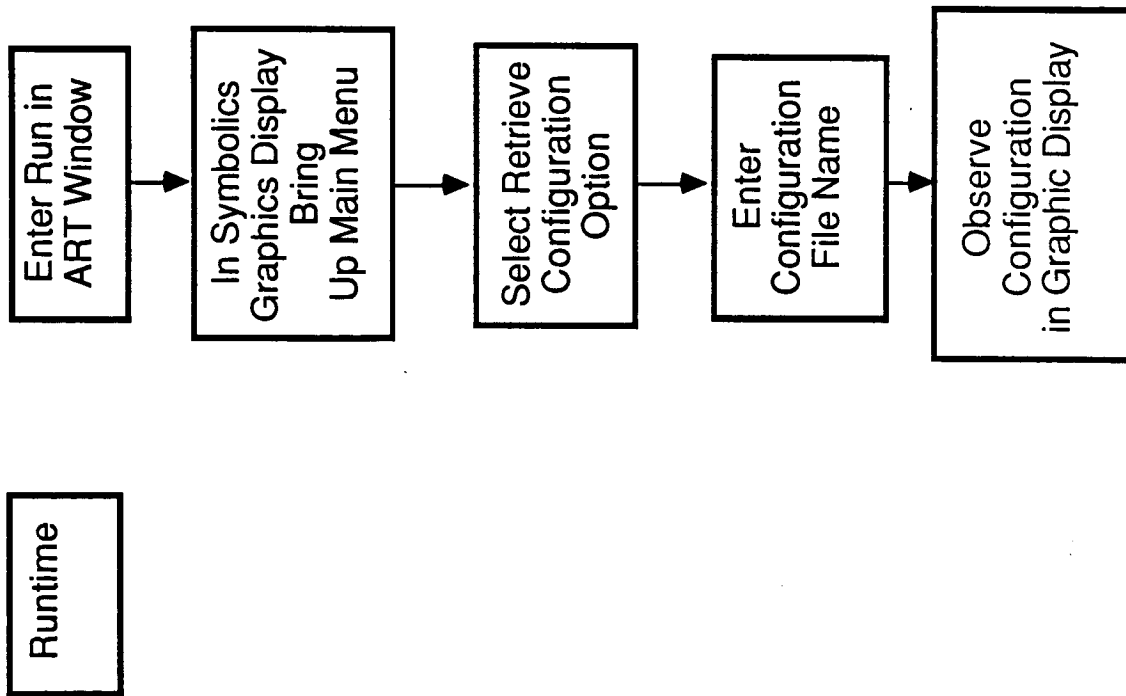 Runtime
Enter Run in
ART Window
In Symbolics
Graphics Display
Bring
Up Main Menu
Select Retrieve
Configuration
Option
Enter
Configuration
File Name
Observe
Configuration
in Graphic Display